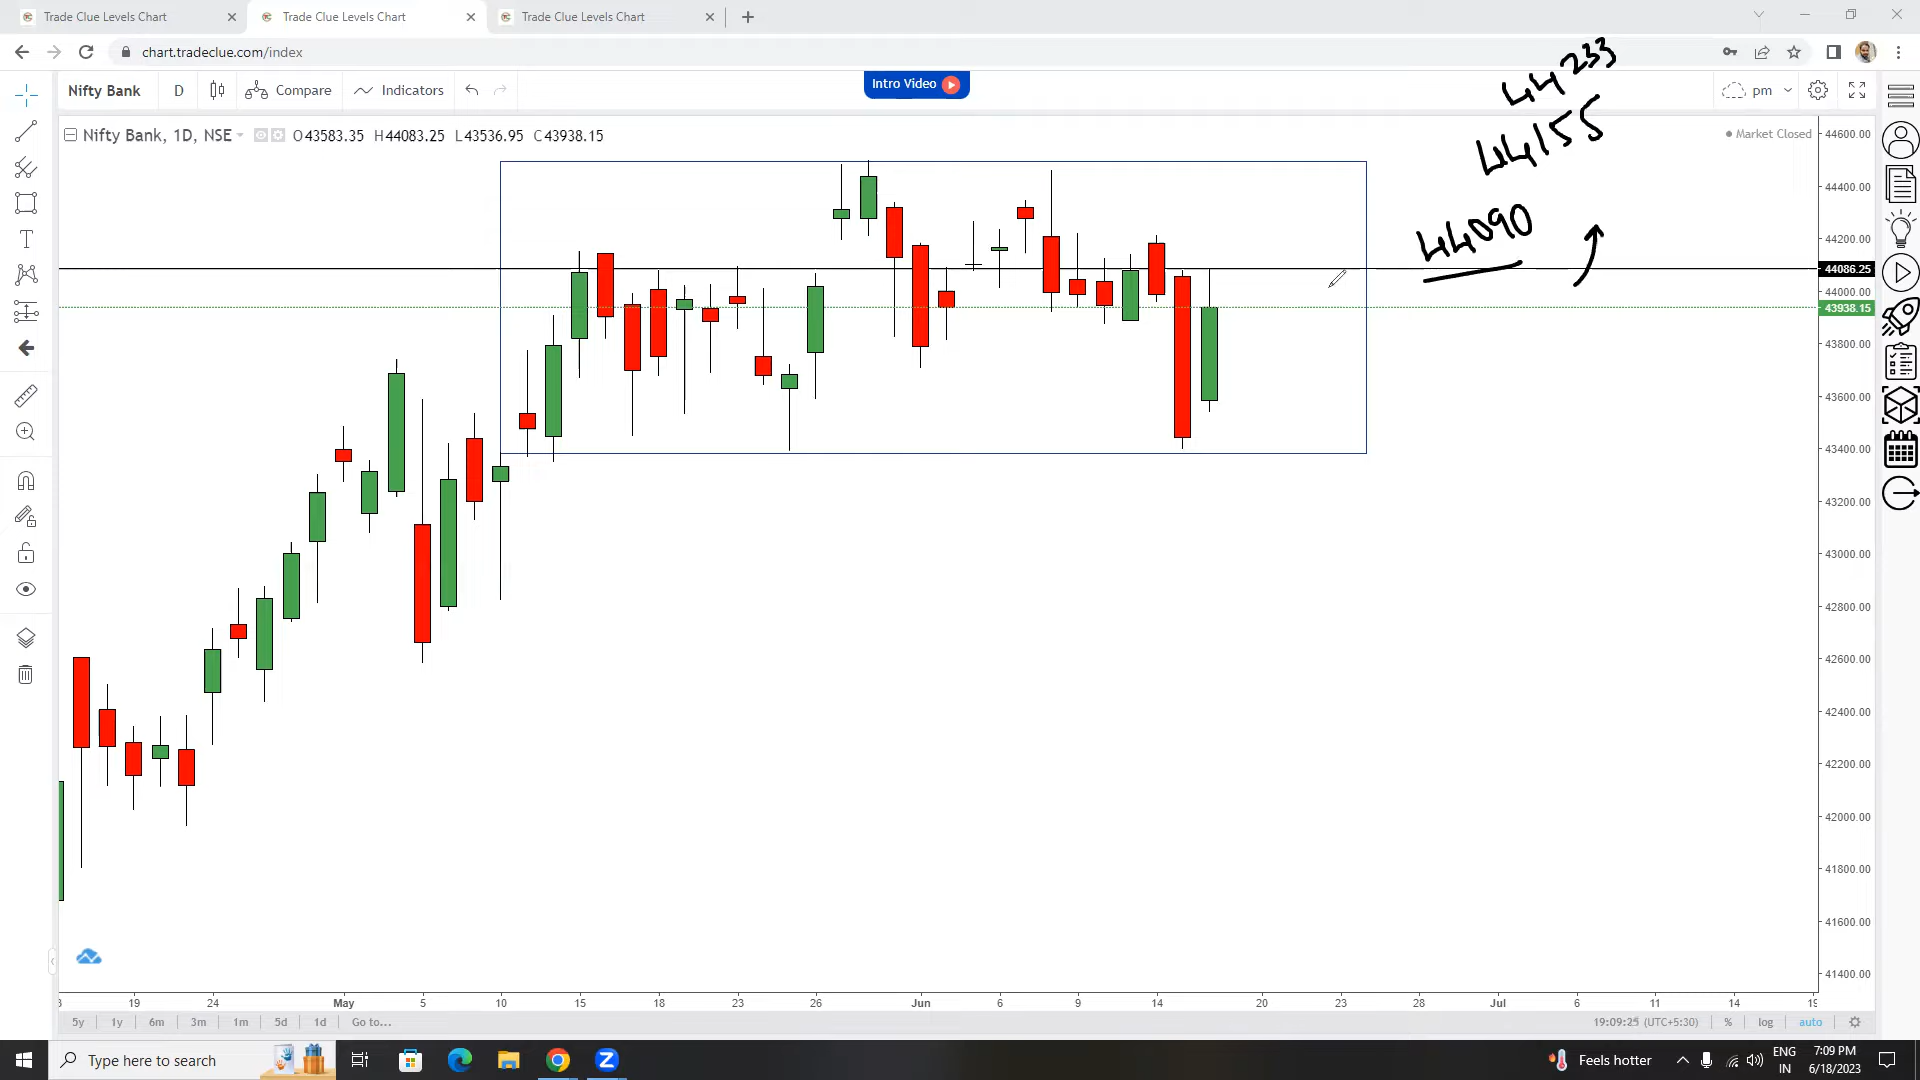 Trade Clue Levels Chart
Trade Clue Levels Chart
Trade Clue Levels Chart
chart.tradeclue.com/index
Nifty Bank D Compare Indicators
Intro Video
pm
Nifty Bank, 1D, NSE O43583.35 H44083.25 L43536.95 C43938.15
Market Closed
44233
44155
44090
44600.00
44400.00
44200.00
44086.25
44000.00
43938.15
43800.00
43600.00
43400.00
43200.00
43000.00
42800.00
42600.00
42400.00
42200.00
42000.00
41800.00
41600.00
41400.00
19 24 May 5 10 15 18 23 26 Jun 6 9 14 20 23 28 Jul 6 11 14 19
5y 1y 6m 3m 1m 5d 1d Go to...
19:09:25 (UTC+5:30) % log auto
Type here to search
Feels hotter
ENG
IN
7:09 PM
6/18/2023